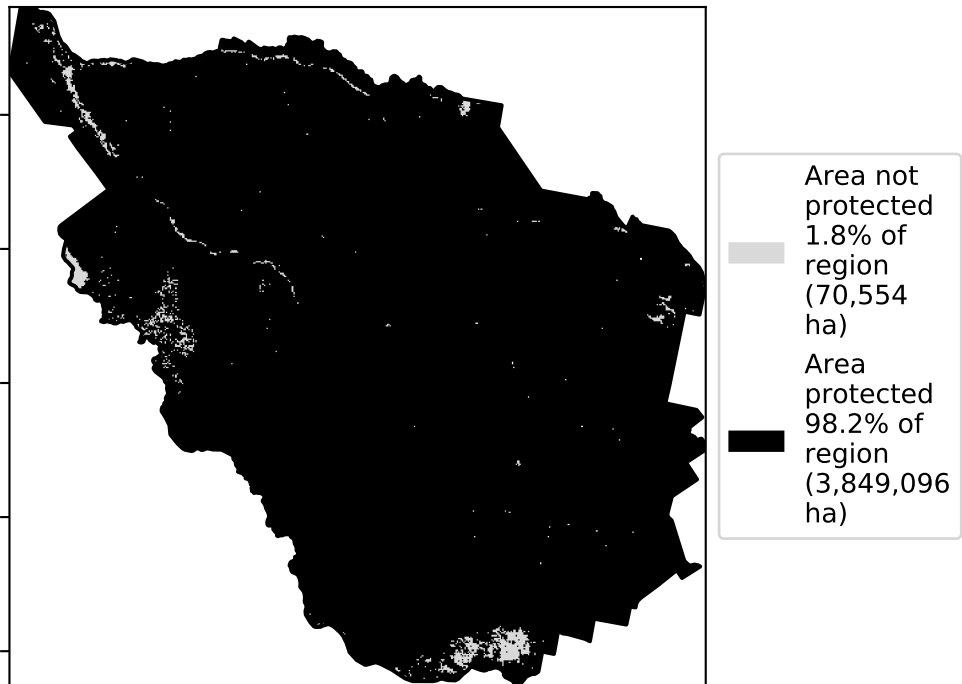 Area not
protected
1.8% of
region
(70,554
ha)
Area
protected
98.2% of
region
(3,849,096
ha)